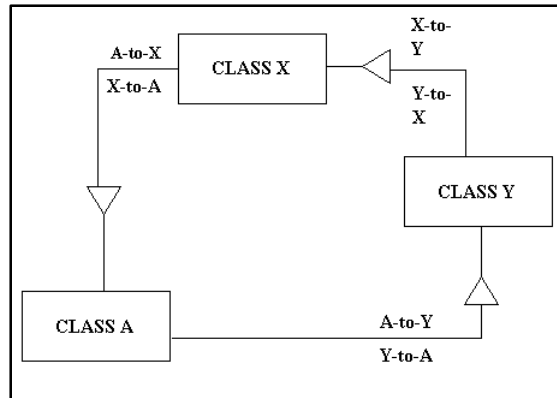 X-to-
Y
A-to-X
CLASS X
X-to-A
Y-to-
X
CLASS Y
CLASS A
A-to-Y
Y-to-A